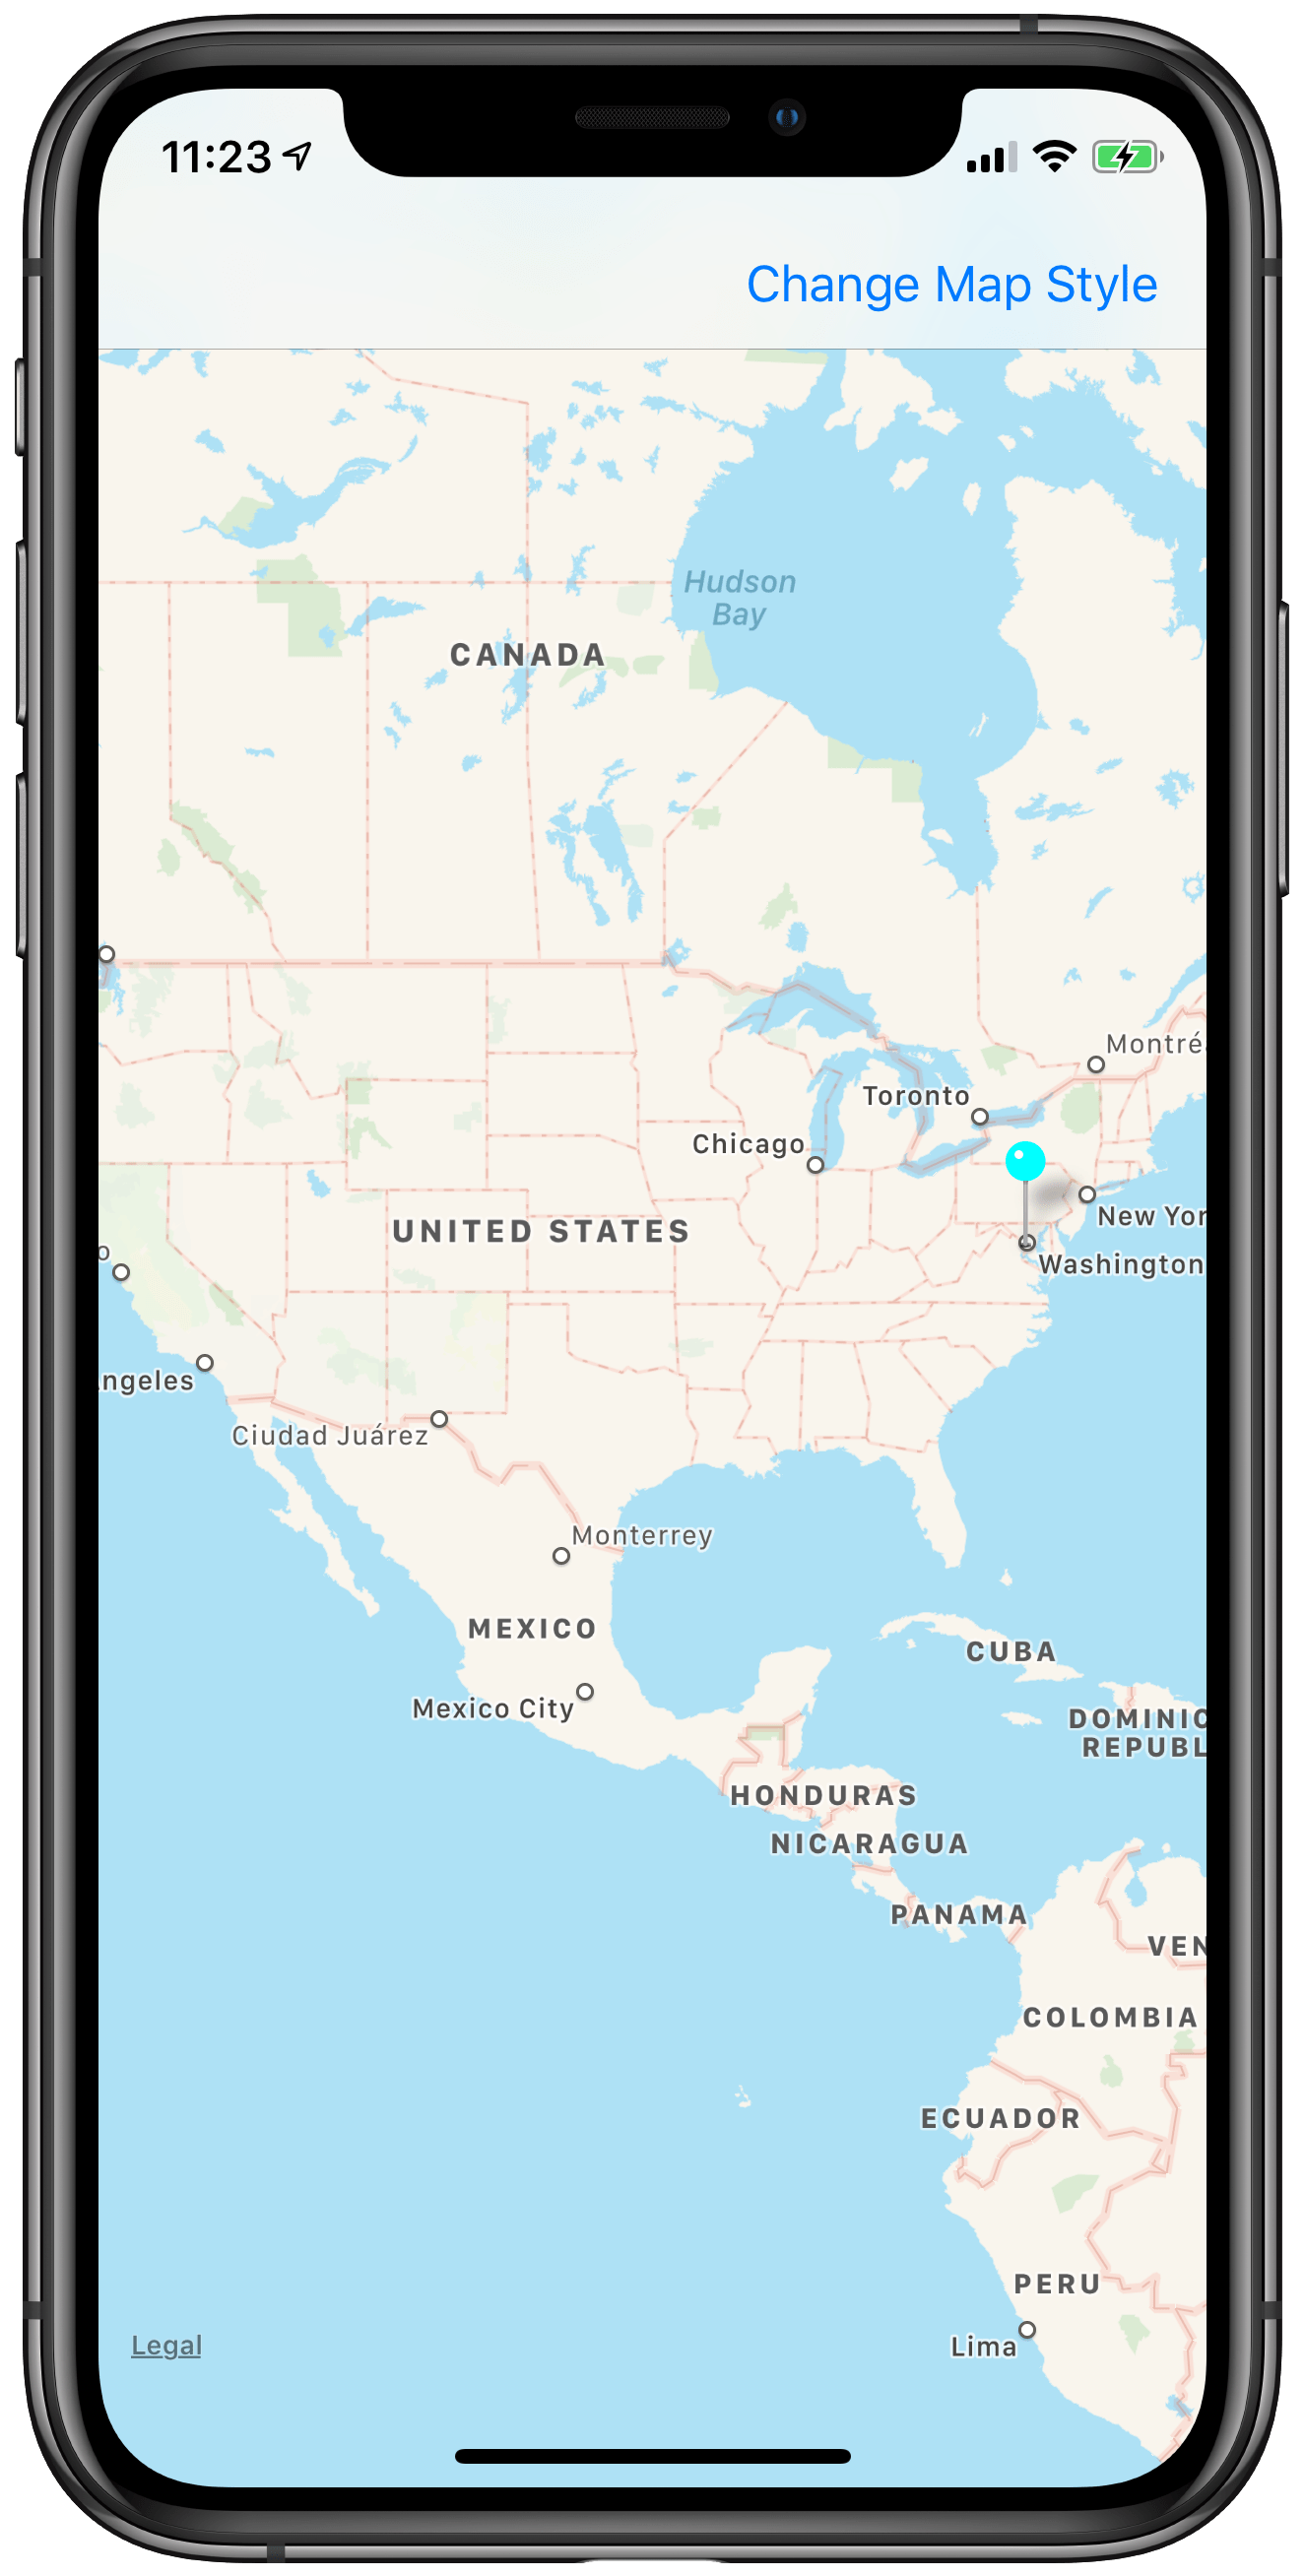 11:23
Change Map Style
Hudson
Bay
CANADA
Montré
Toronto
Chicago
New Yor
UNITED STATES
Washington
o
ngeles
Ciudad Juárez
Monterrey
MEXICO
CUBA
Mexico City
DOMINIC
REPUBL
HONDURAS
NICARAGUA
PANAMA
VEN
COLOMBIA
ECUADOR
PERU
Lima
Legal